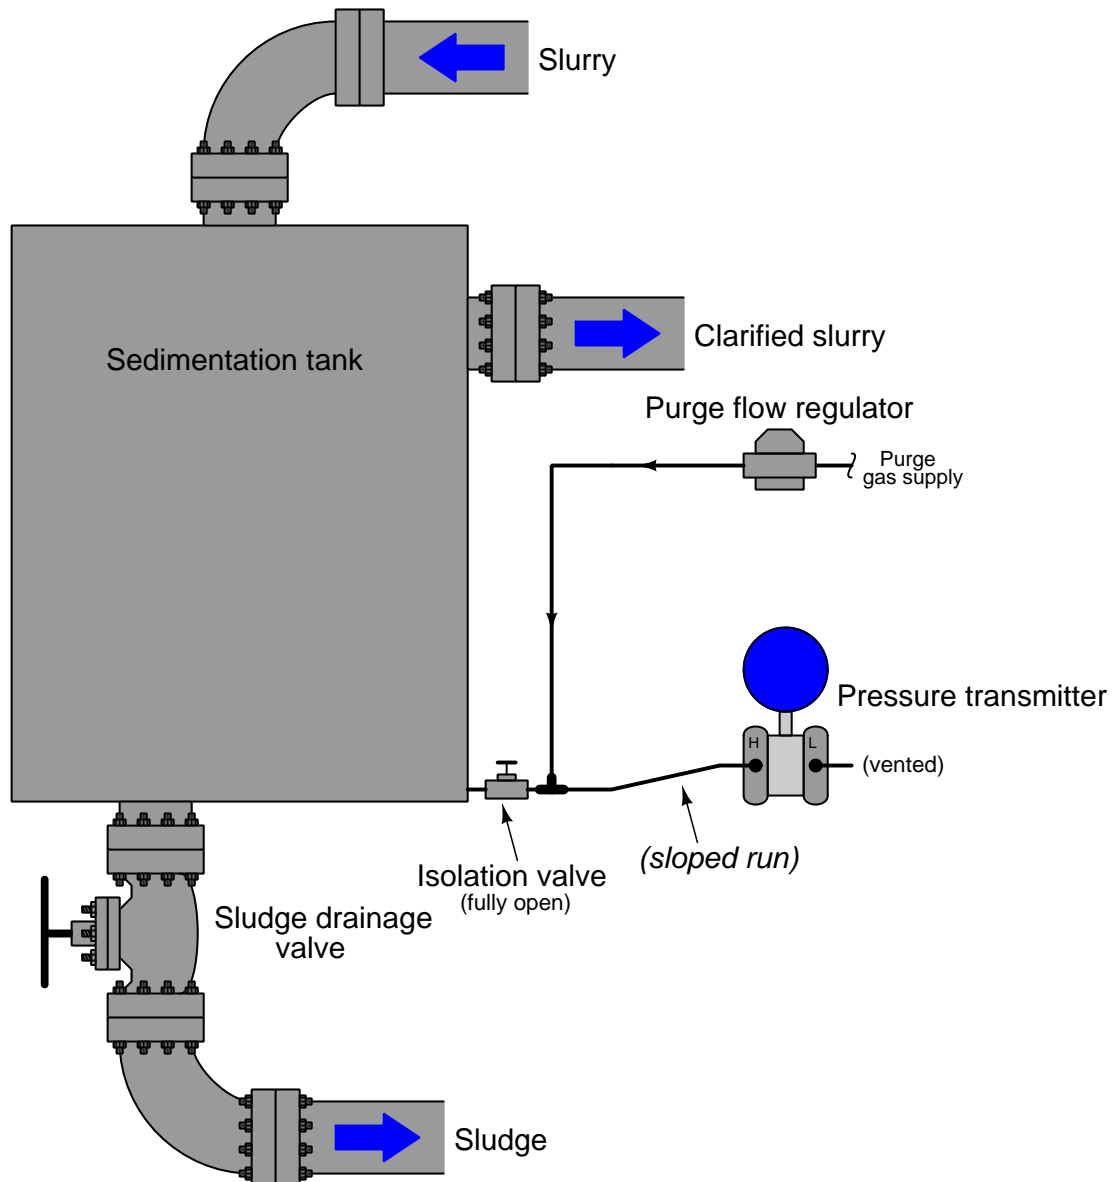 Slurry
Sedimentation tank
Clarified slurry
Purge flow regulator
Purge
gas supply
Pressure transmitter
H
L
(vented)
(sloped run)
Isolation valve
(fully open)
Sludge drainage
valve
Sludge